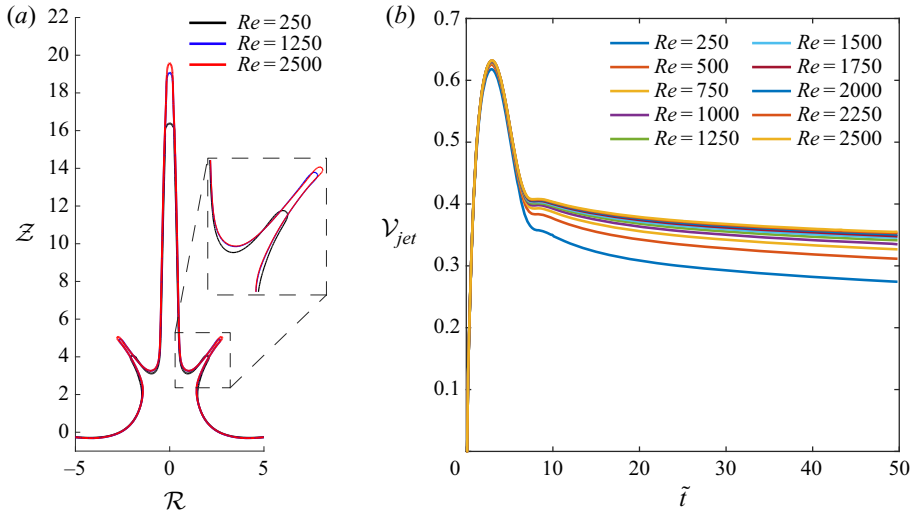 (a)
22
20
18
16
14
12
10
8
6
4
2
0
Z
–5
0
5
R
Re = 250
Re = 1250
Re = 2500
(b)
0.7
0.6
0.5
0.4
0.3
0.2
0.1
V_jet
0
10
20
30
40
50
t̃
Re = 250
Re = 500
Re = 750
Re = 1000
Re = 1250
Re = 1500
Re = 1750
Re = 2000
Re = 2250
Re = 2500